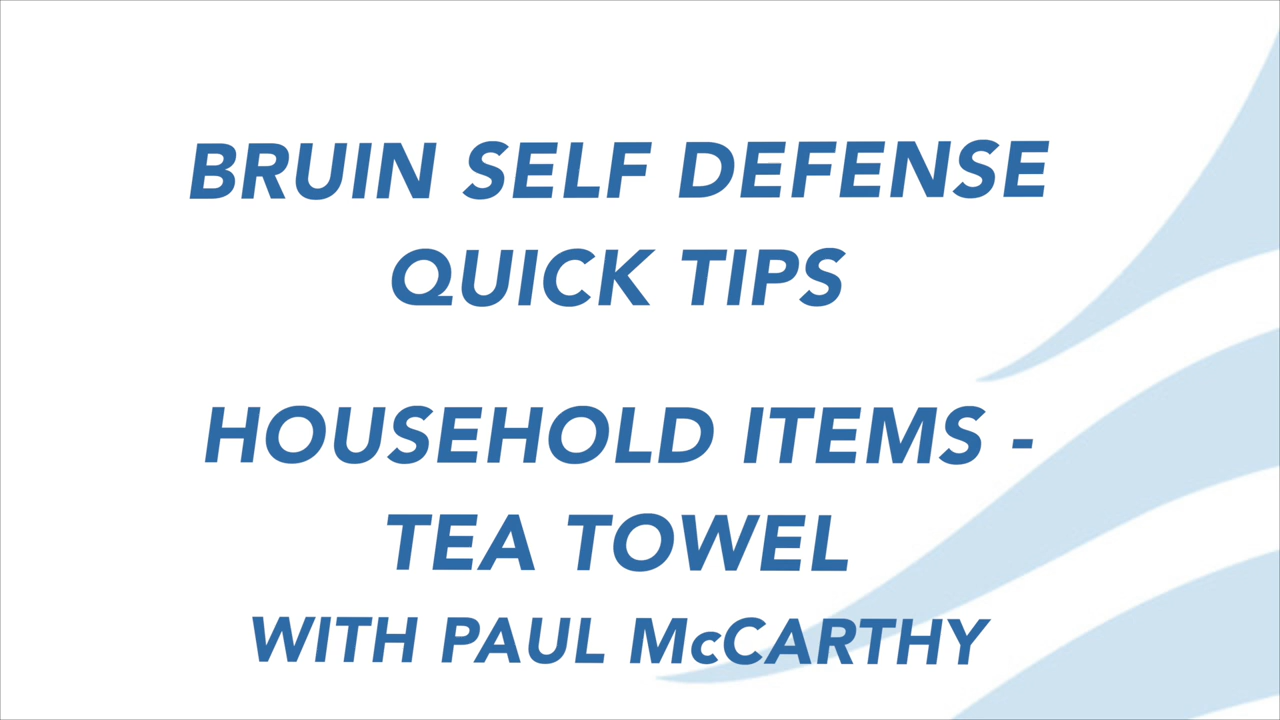 BRUIN SELF DEFENSE
QUICK TIPS
HOUSEHOLD ITEMS -
TEA TOWEL
WITH PAUL McCARTHY